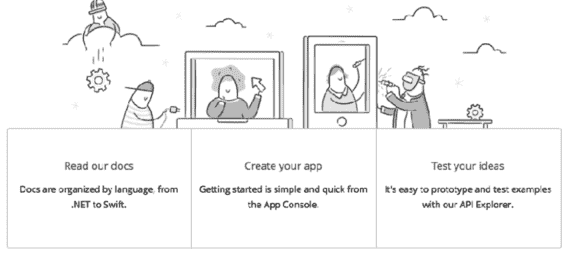 Read our docs
Docs are organized by language, from
.NET to Swift.
Create your app
Getting started is simple and quick from
the App Console.
Test your ideas
It's easy to prototype and test examples
with our API Explorer.